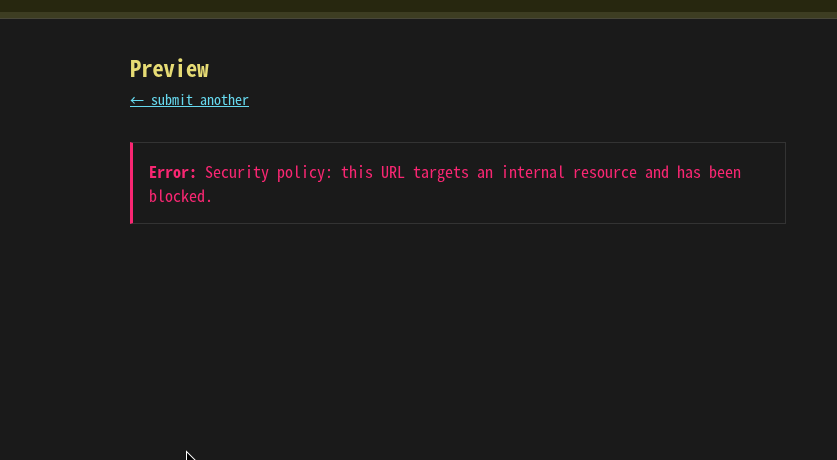 Preview
← submit another
Error: Security policy: this URL targets an internal resource and has been
blocked.